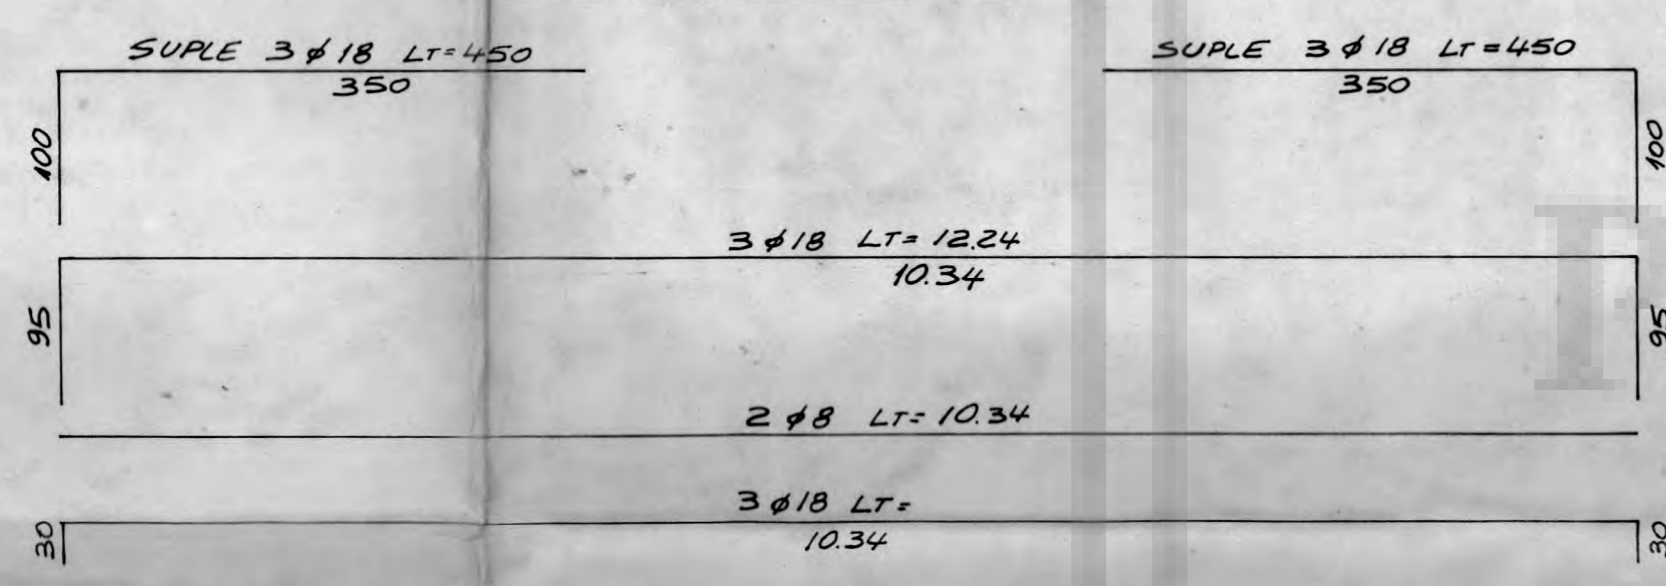 SUPLE 3 ⌀ 18 LT=450
350
100
SUPLE 3 ⌀ 18 LT=450
350
100
3 ⌀ 18 LT= 12.24
10.34
95
95
2 ⌀ 8 LT= 10.34
3 ⌀ 18 LT=
10.34
30
30